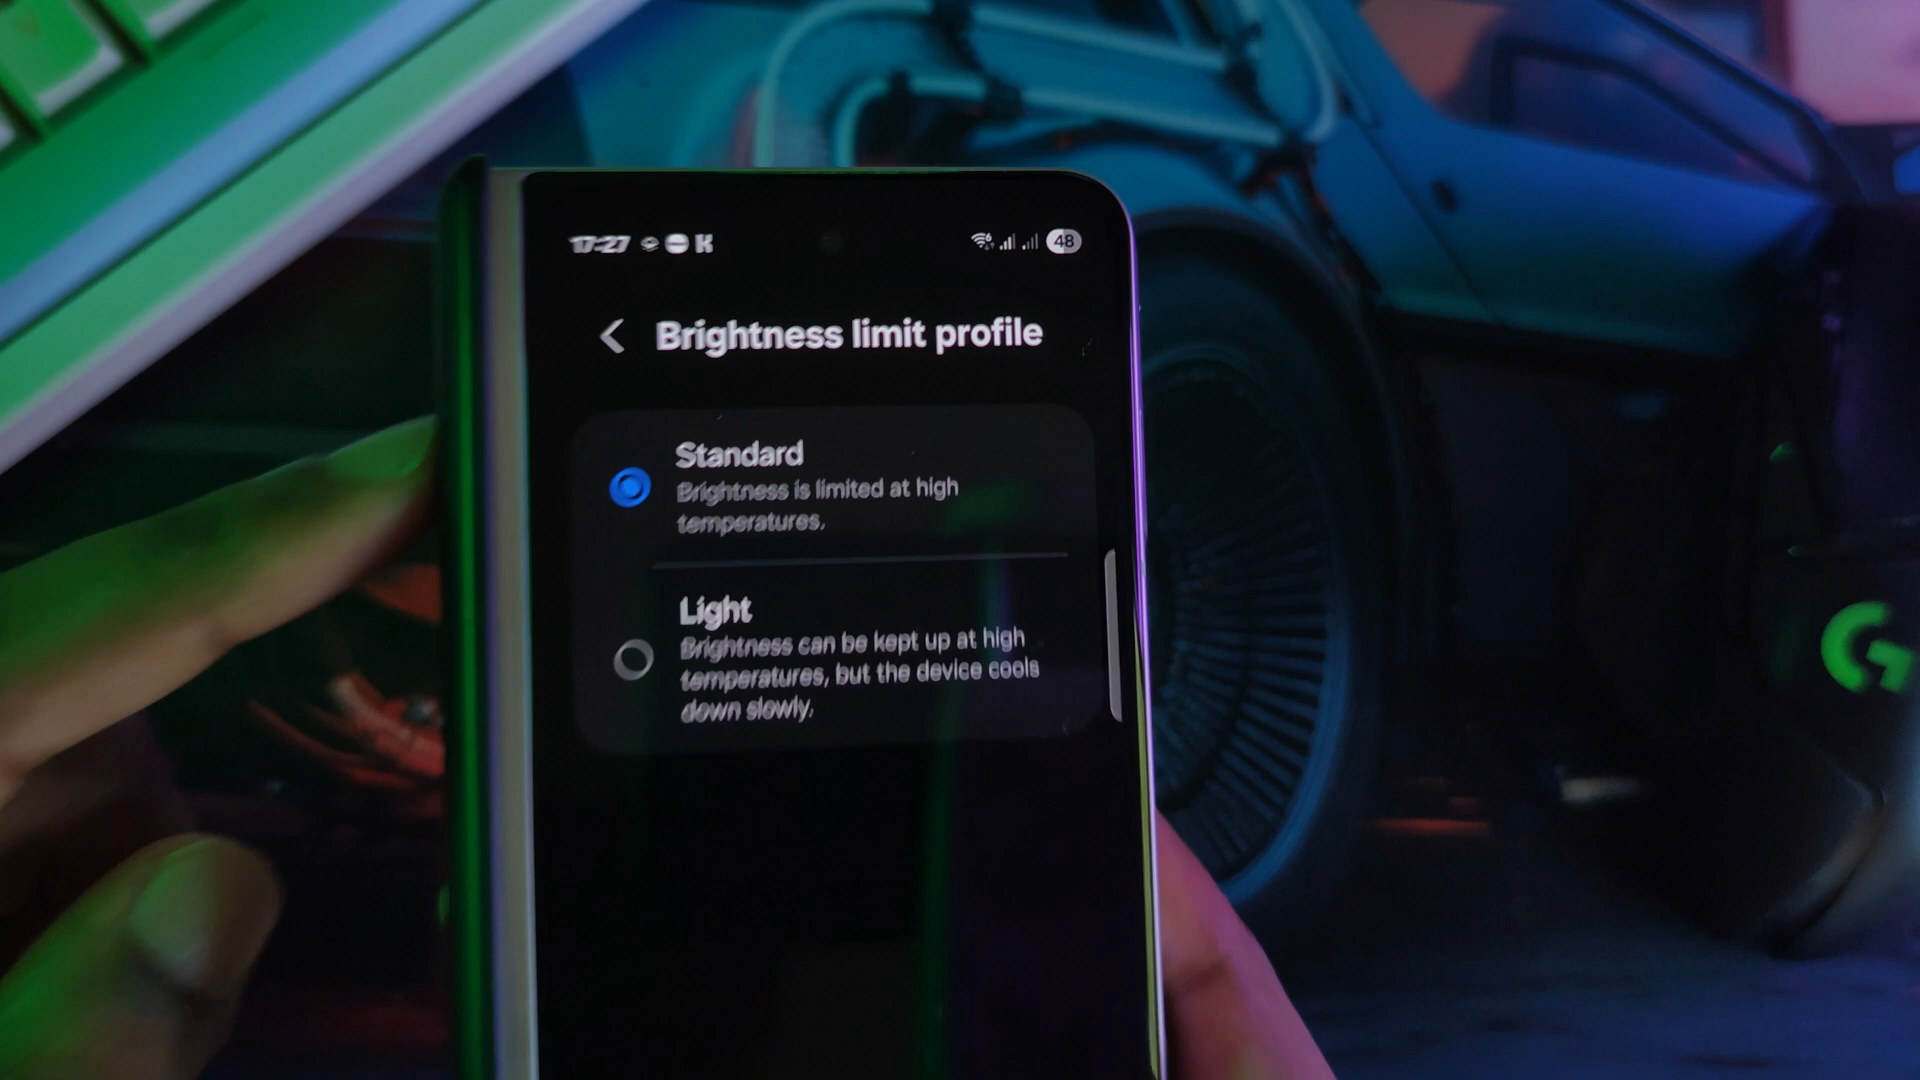 17:27 K 48
Brightness limit profile
Standard
Brightness is limited at high
temperatures.
Light
Brightness can be kept up at high
temperatures, but the device cools
down slowly.
G